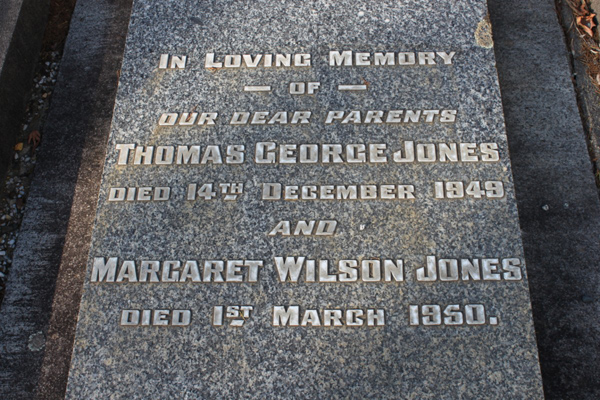 IN LOVING MEMORY
— OF —
OUR DEAR PARENTS
THOMAS GEORGE JONES
DIED 14TH DECEMBER 1949
AND
MARGARET WILSON JONES
DIED 1ST MARCH 1950.